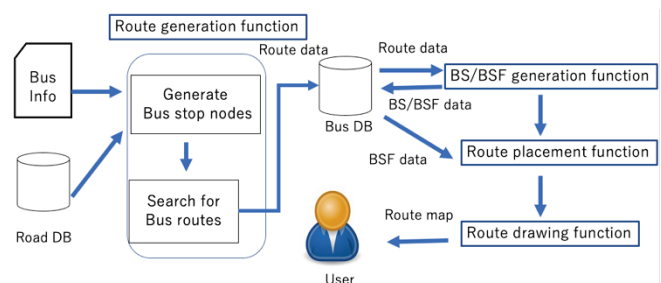 Route generation function
Bus
Info
Generate
Bus stop nodes
Search for
Bus routes
Road DB
Route data
Bus DB
Route data
BS/BSF data
BSF data
BS/BSF generation function
Route placement function
Route drawing function
Route map
User